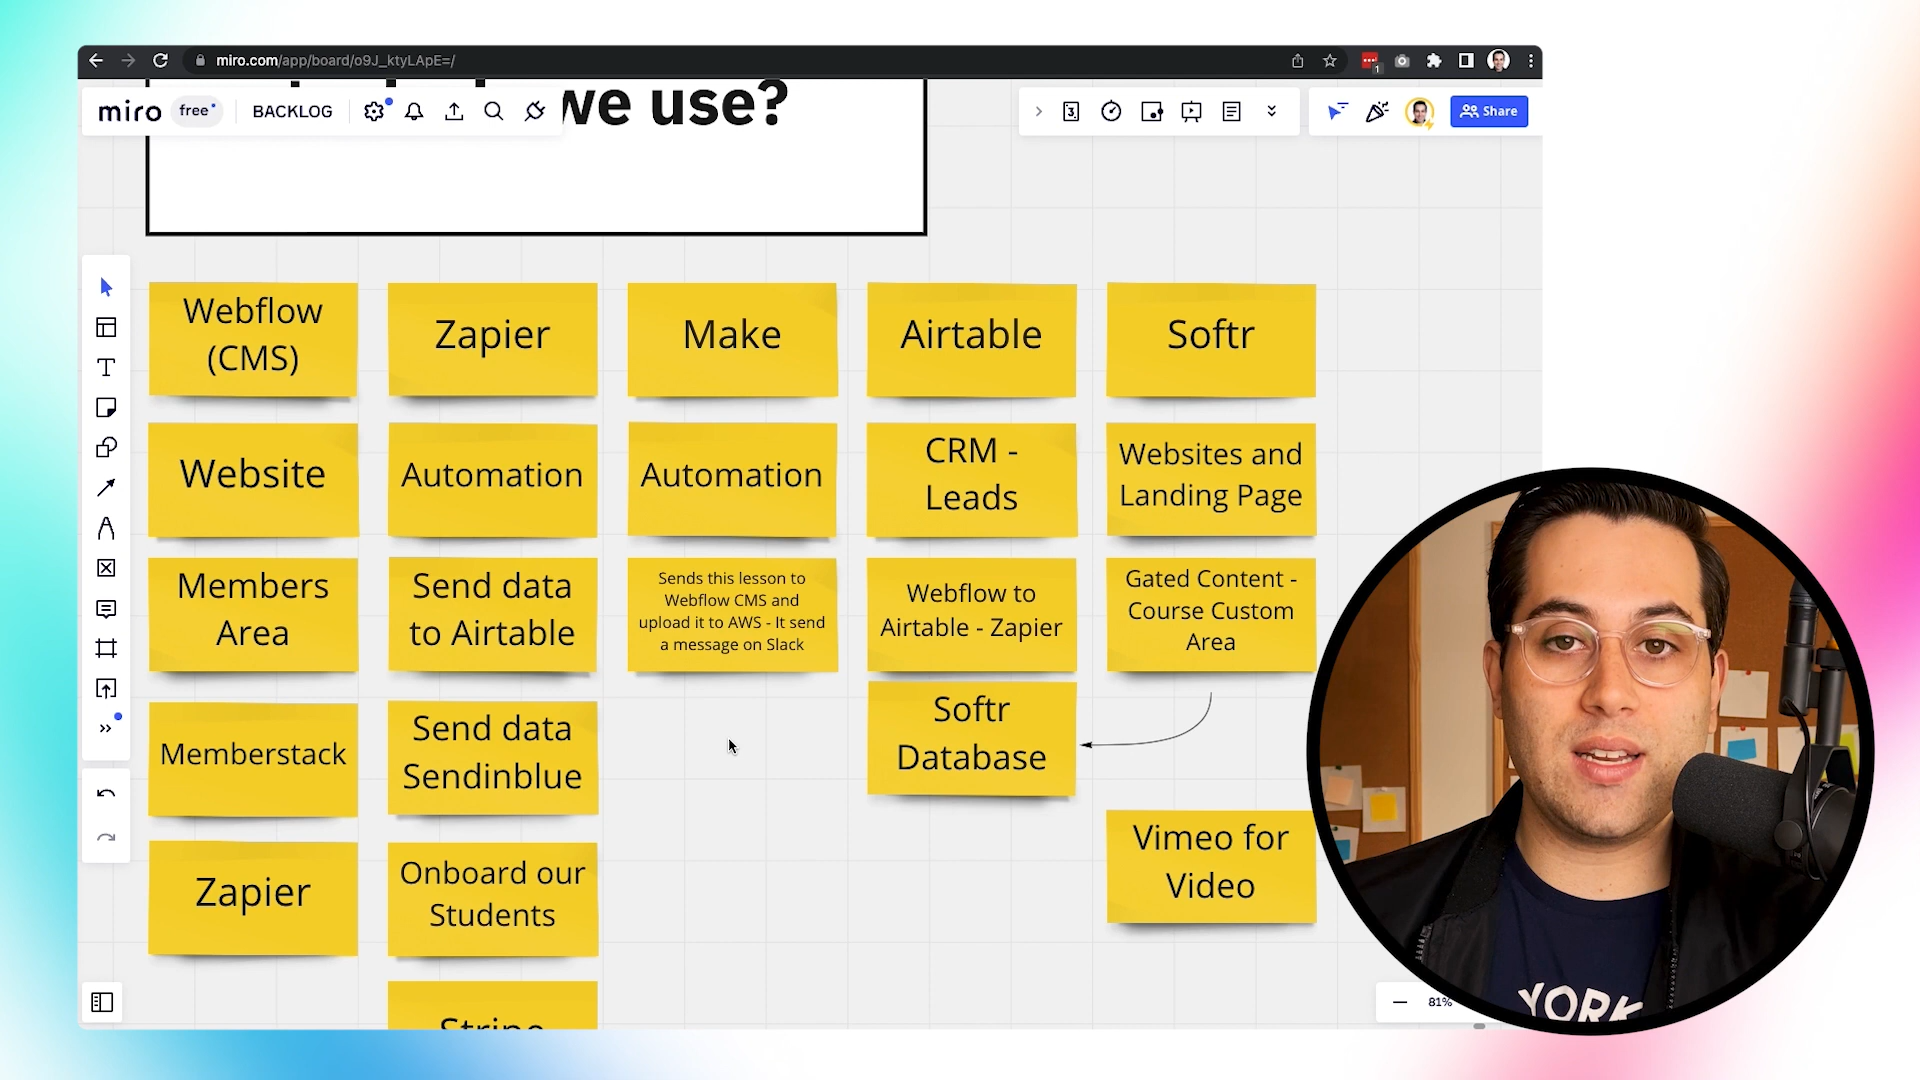 miro.com/app/board/o9J_ktyLApE=/
1
we use?
miro
free
BACKLOG
3
Share
Webflow
(CMS)
Zapier
Make
Airtable
Softr
Website
Automation
Automation
CRM -
Leads
Websites and
Landing Page
Members
Area
Send data
to Airtable
Sends this lesson to
Webflow CMS and
upload it to AWS - It send
a message on Slack
Webflow to
Airtable - Zapier
Gated Content -
Course Custom
Area
Memberstack
Send data
Sendinblue
Softr
Database
Zapier
Onboard our
Students
Vimeo for
Video
Stripe
81%
YORK